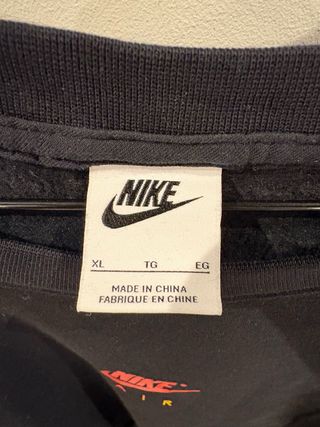 NIKE
XL TG EG
MADE IN CHINA
FABRIQUE EN CHINE
NIKE
AIR